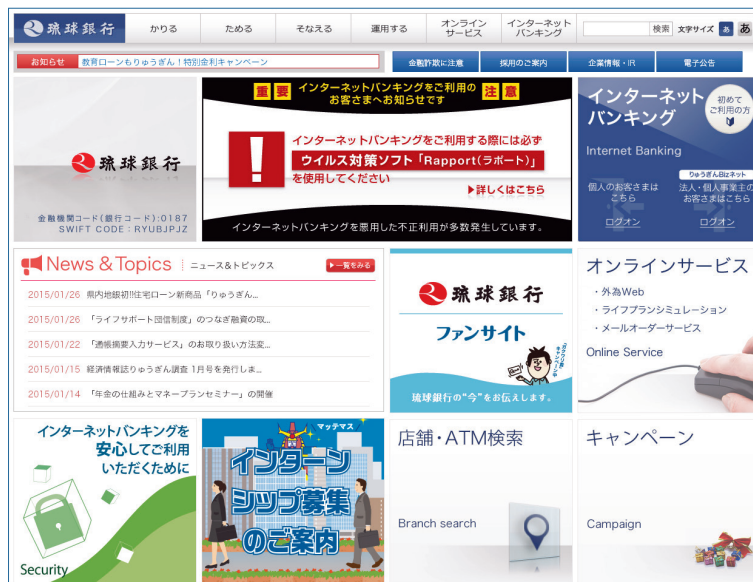 琉球銀行
かりる
ためる
そなえる
運用する
オンライン
サービス
インターネット
バンキング
検索
文字サイズ
あ
あ
お知らせ
教育ローンもりゅうぎん！特別金利キャンペーン
金融詐欺に注意
採用のご案内
企業情報・IR
電子公告
琉球銀行
金融機関コード(銀行コード):0187
SWIFT CODE : RYUBJPJZ
重要
インターネットバンキングをご利用の
お客さまへお知らせです
注意
!
インターネットバンキングをご利用する際には必ず
ウイルス対策ソフト「Rapport(ラポート)」
を使用してください
▶詳しくはこちら
インターネットバンキングを悪用した不正利用が多数発生しています。
インターネット
バンキング
初めて
ご利用の方
Internet Banking
個人のお客さまは
こちら
ログオン
りゅうぎんBizネット
法人・個人事業主の
お客さまはこちら
ログオン
News & Topics
ニュース&トピックス
▶一覧をみる
2015/01/26 県内地銀初!!住宅ローン新商品「りゅうぎん...
2015/01/26 「ライフサポート団信制度」のつなぎ融資の取...
2015/01/22 「通帳摘要入力サービス」のお取り扱い方法変...
2015/01/15 経済情報誌りゅうぎん調査 1月号を発行しま...
2015/01/14 「年金の仕組みとマネープランセミナー」の開催
琉球銀行
ファンサイト
琉球銀行の“今”をお伝えします。
オンラインサービス
・外為Web
・ライフプランシミュレーション
・メールオーダーサービス
Online Service
インターネットバンキングを
安心してご利用
いただくために
Security
マッテマス
インターン
シップ募集
のご案内
店舗・ATM検索
Branch search
キャンペーン
Campaign